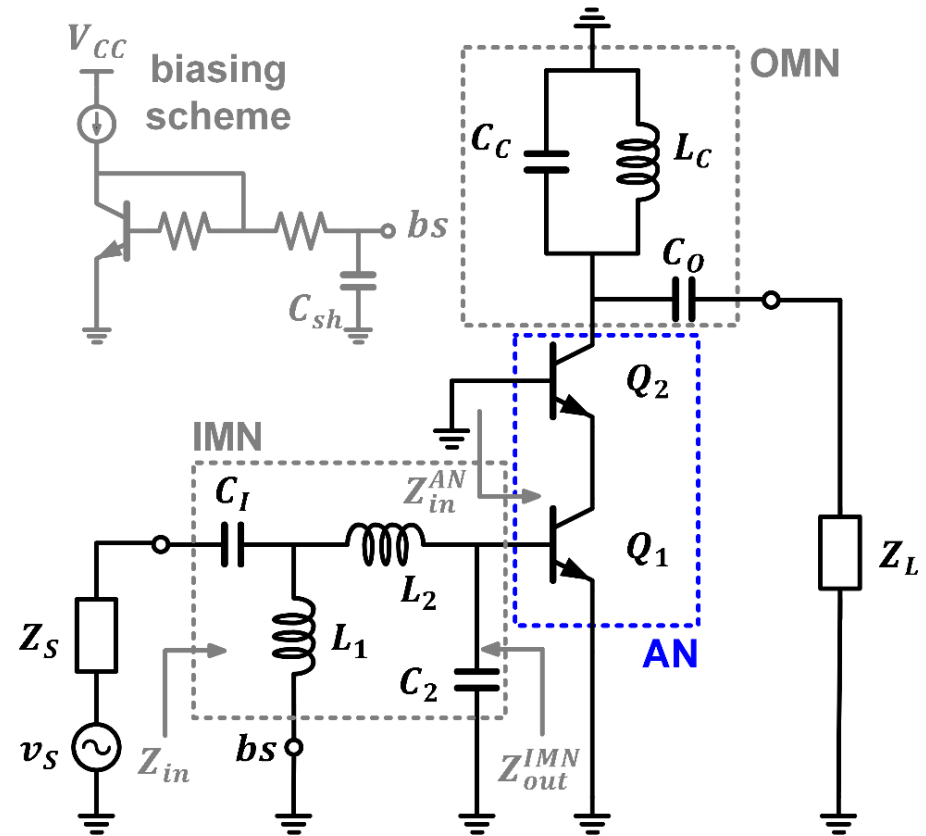 V_CC
biasing
scheme
bs
C_sh
OMN
C_C
L_C
C_O
Q_2
IMN
Z_in^AN
C_I
Q_1
L_2
Z_L
Z_S
L_1
C_2
AN
v_S
Z_in
bs
Z_out^IMN